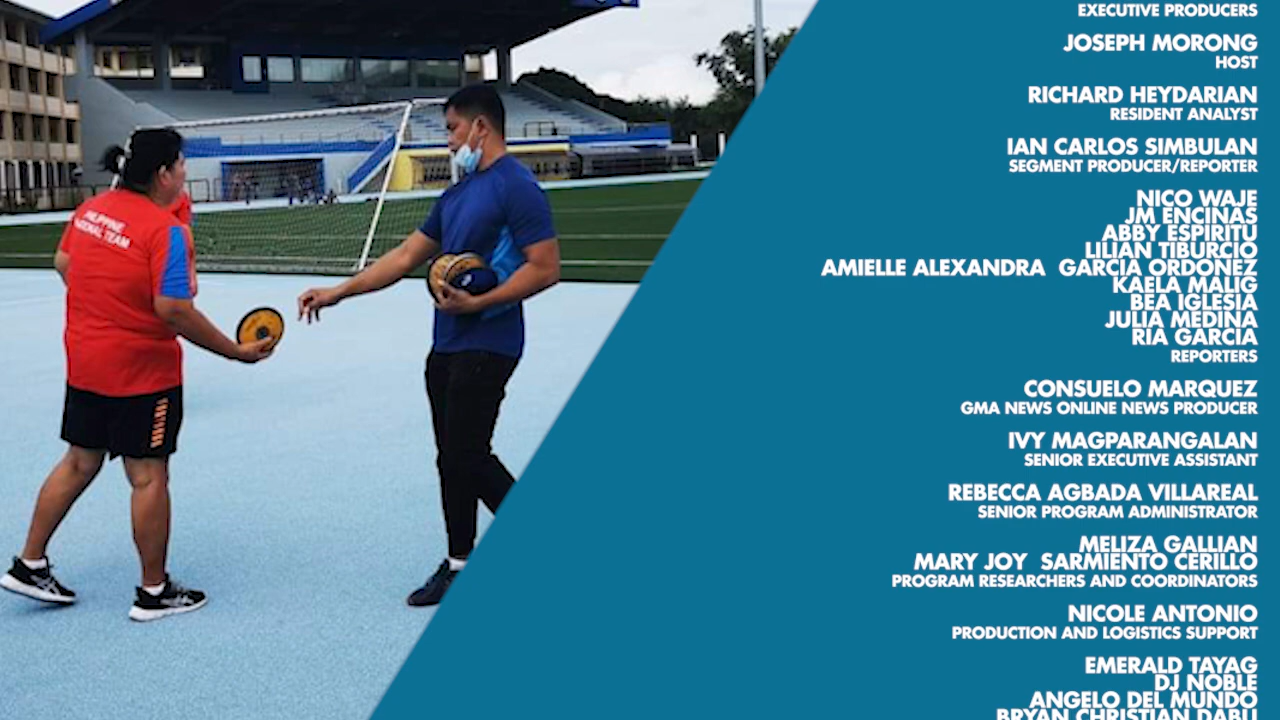 PHILIPPINE
NATIONAL TEAM
EXECUTIVE PRODUCERS
JOSEPH MORONG
HOST
RICHARD HEYDARIAN
RESIDENT ANALYST
IAN CARLOS SIMBULAN
SEGMENT PRODUCER/REPORTER
NICO WAJE
JM ENCINAS
ABBY ESPIRITU
LILIAN TIBURCIO
AMIELLE ALEXANDRA GARCIA ORDONEZ
KAELA MALIG
BEA IGLESIA
JULIA MEDINA
RIA GARCIA
REPORTERS
CONSUELO MARQUEZ
GMA NEWS ONLINE NEWS PRODUCER
IVY MAGPARANGALAN
SENIOR EXECUTIVE ASSISTANT
REBECCA AGBADA VILLAREAL
SENIOR PROGRAM ADMINISTRATOR
MELIZA GALLIAN
MARY JOY SARMIENTO CERILLO
PROGRAM RESEARCHERS AND COORDINATORS
NICOLE ANTONIO
PRODUCTION AND LOGISTICS SUPPORT
EMERALD TAYAG
DJ NOBLE
ANGELO DEL MUNDO
BRYAN CHRISTIAN DABU